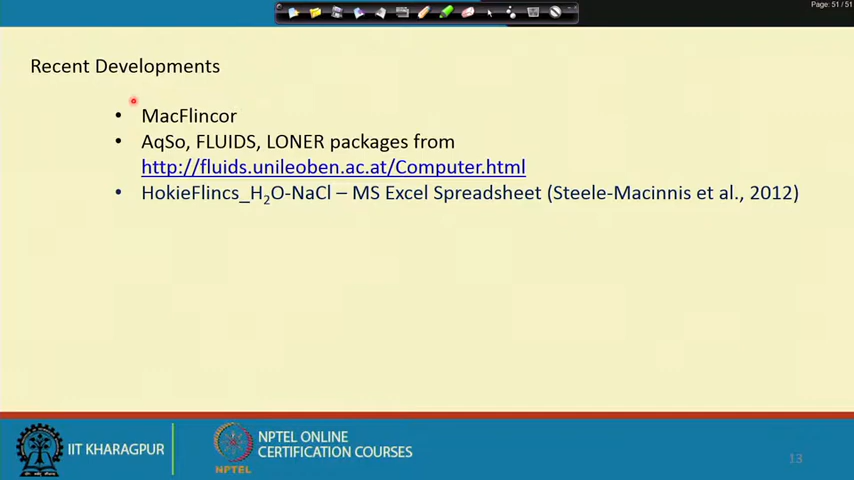 Page: 51 / 51
Recent Developments
• MacFlincor
• AqSo, FLUIDS, LONER packages from
http://fluids.unileoben.ac.at/Computer.html
• HokieFlincs_H₂O-NaCl – MS Excel Spreadsheet (Steele-Macinnis et al., 2012)
IIT KHARAGPUR
NPTEL
NPTEL ONLINE
CERTIFICATION COURSES
13